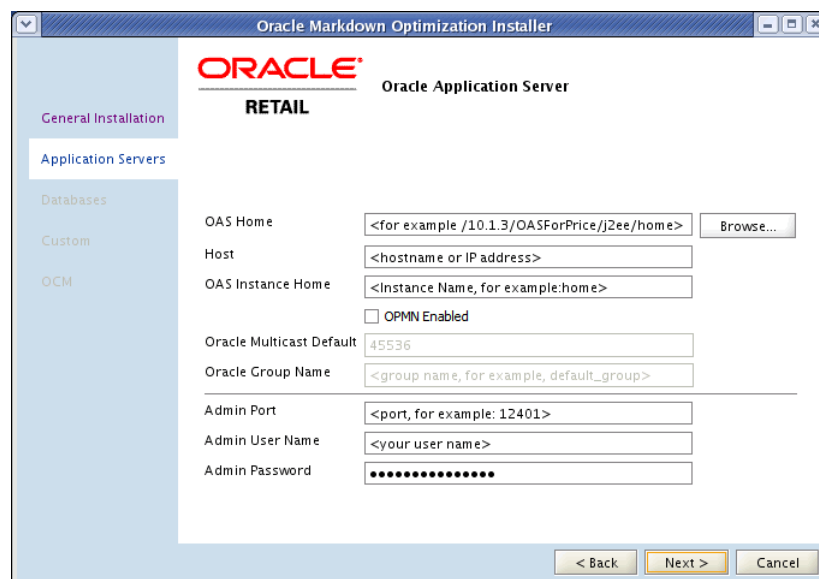 Oracle Markdown Optimization Installer
ORACLE
RETAIL
Oracle Application Server
General Installation
Application Servers
Databases
Custom
OCM
OAS Home <for example /10.1.3/OASForPrice/j2ee/home> Browse...
Host <hostname or IP address>
OAS Instance Home <Instance Name, for example:home>
OPMN Enabled
Oracle Multicast Default 45536
Oracle Group Name <group name, for example, default_group>
Admin Port <port, for example: 12401>
Admin User Name <your user name>
Admin Password •••••••••••••••
< Back Next > Cancel